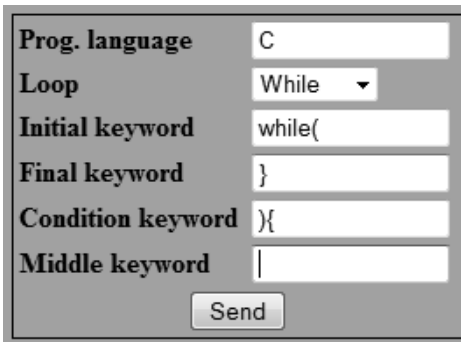 Prog. language C
Loop While
Initial keyword while(
Final keyword }
Condition keyword ){
Middle keyword
Send